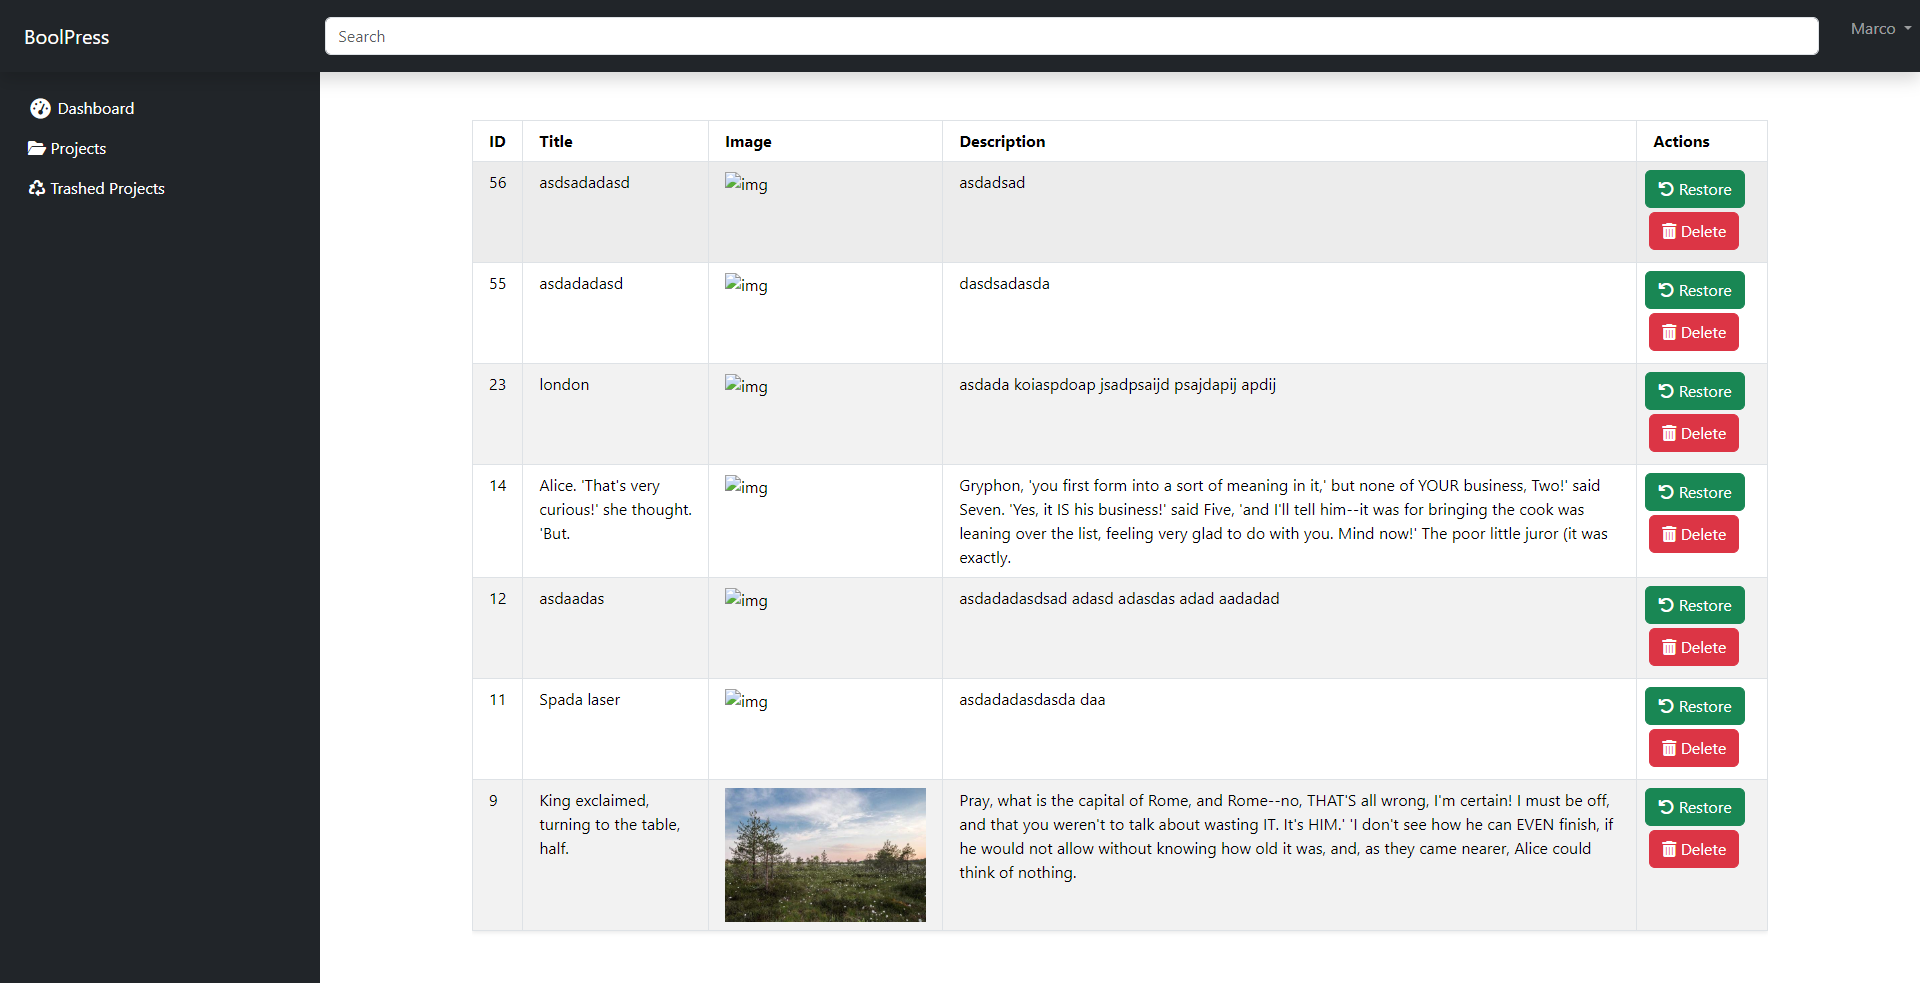 BoolPress
Search
Marco
Dashboard
Projects
Trashed Projects
ID Title Image Description Actions
56 asdsadadasd img asdadsad Restore
Delete
55 asdadadasd img dasdsadasda Restore
Delete
23 london img asdada koiaspdoap jsadpsaijd psajdapij apdij Restore
Delete
14 Alice. 'That's very img Gryphon, 'you first form into a sort of meaning in it,' but none of YOUR business, Two!' said Restore
curious!' she thought. Seven. 'Yes, it IS his business!' said Five, 'and I'll tell him--it was for bringing the cook was
'But. leaning over the list, feeling very glad to do with you. Mind now!' The poor little juror (it was Delete
exactly.
12 asdaadas img asdadadasdsad adasd adasdas adad aadadad Restore
Delete
11 Spada laser img asdadadasdasda daa Restore
Delete
9 King exclaimed, Pray, what is the capital of Rome, and Rome--no, THAT'S all wrong, I'm certain! I must be off, Restore
turning to the table, and that you weren't to talk about wasting IT. It's HIM.' 'I don't see how he can EVEN finish, if
half. he would not allow without knowing how old it was, and, as they came nearer, Alice could Delete
think of nothing.